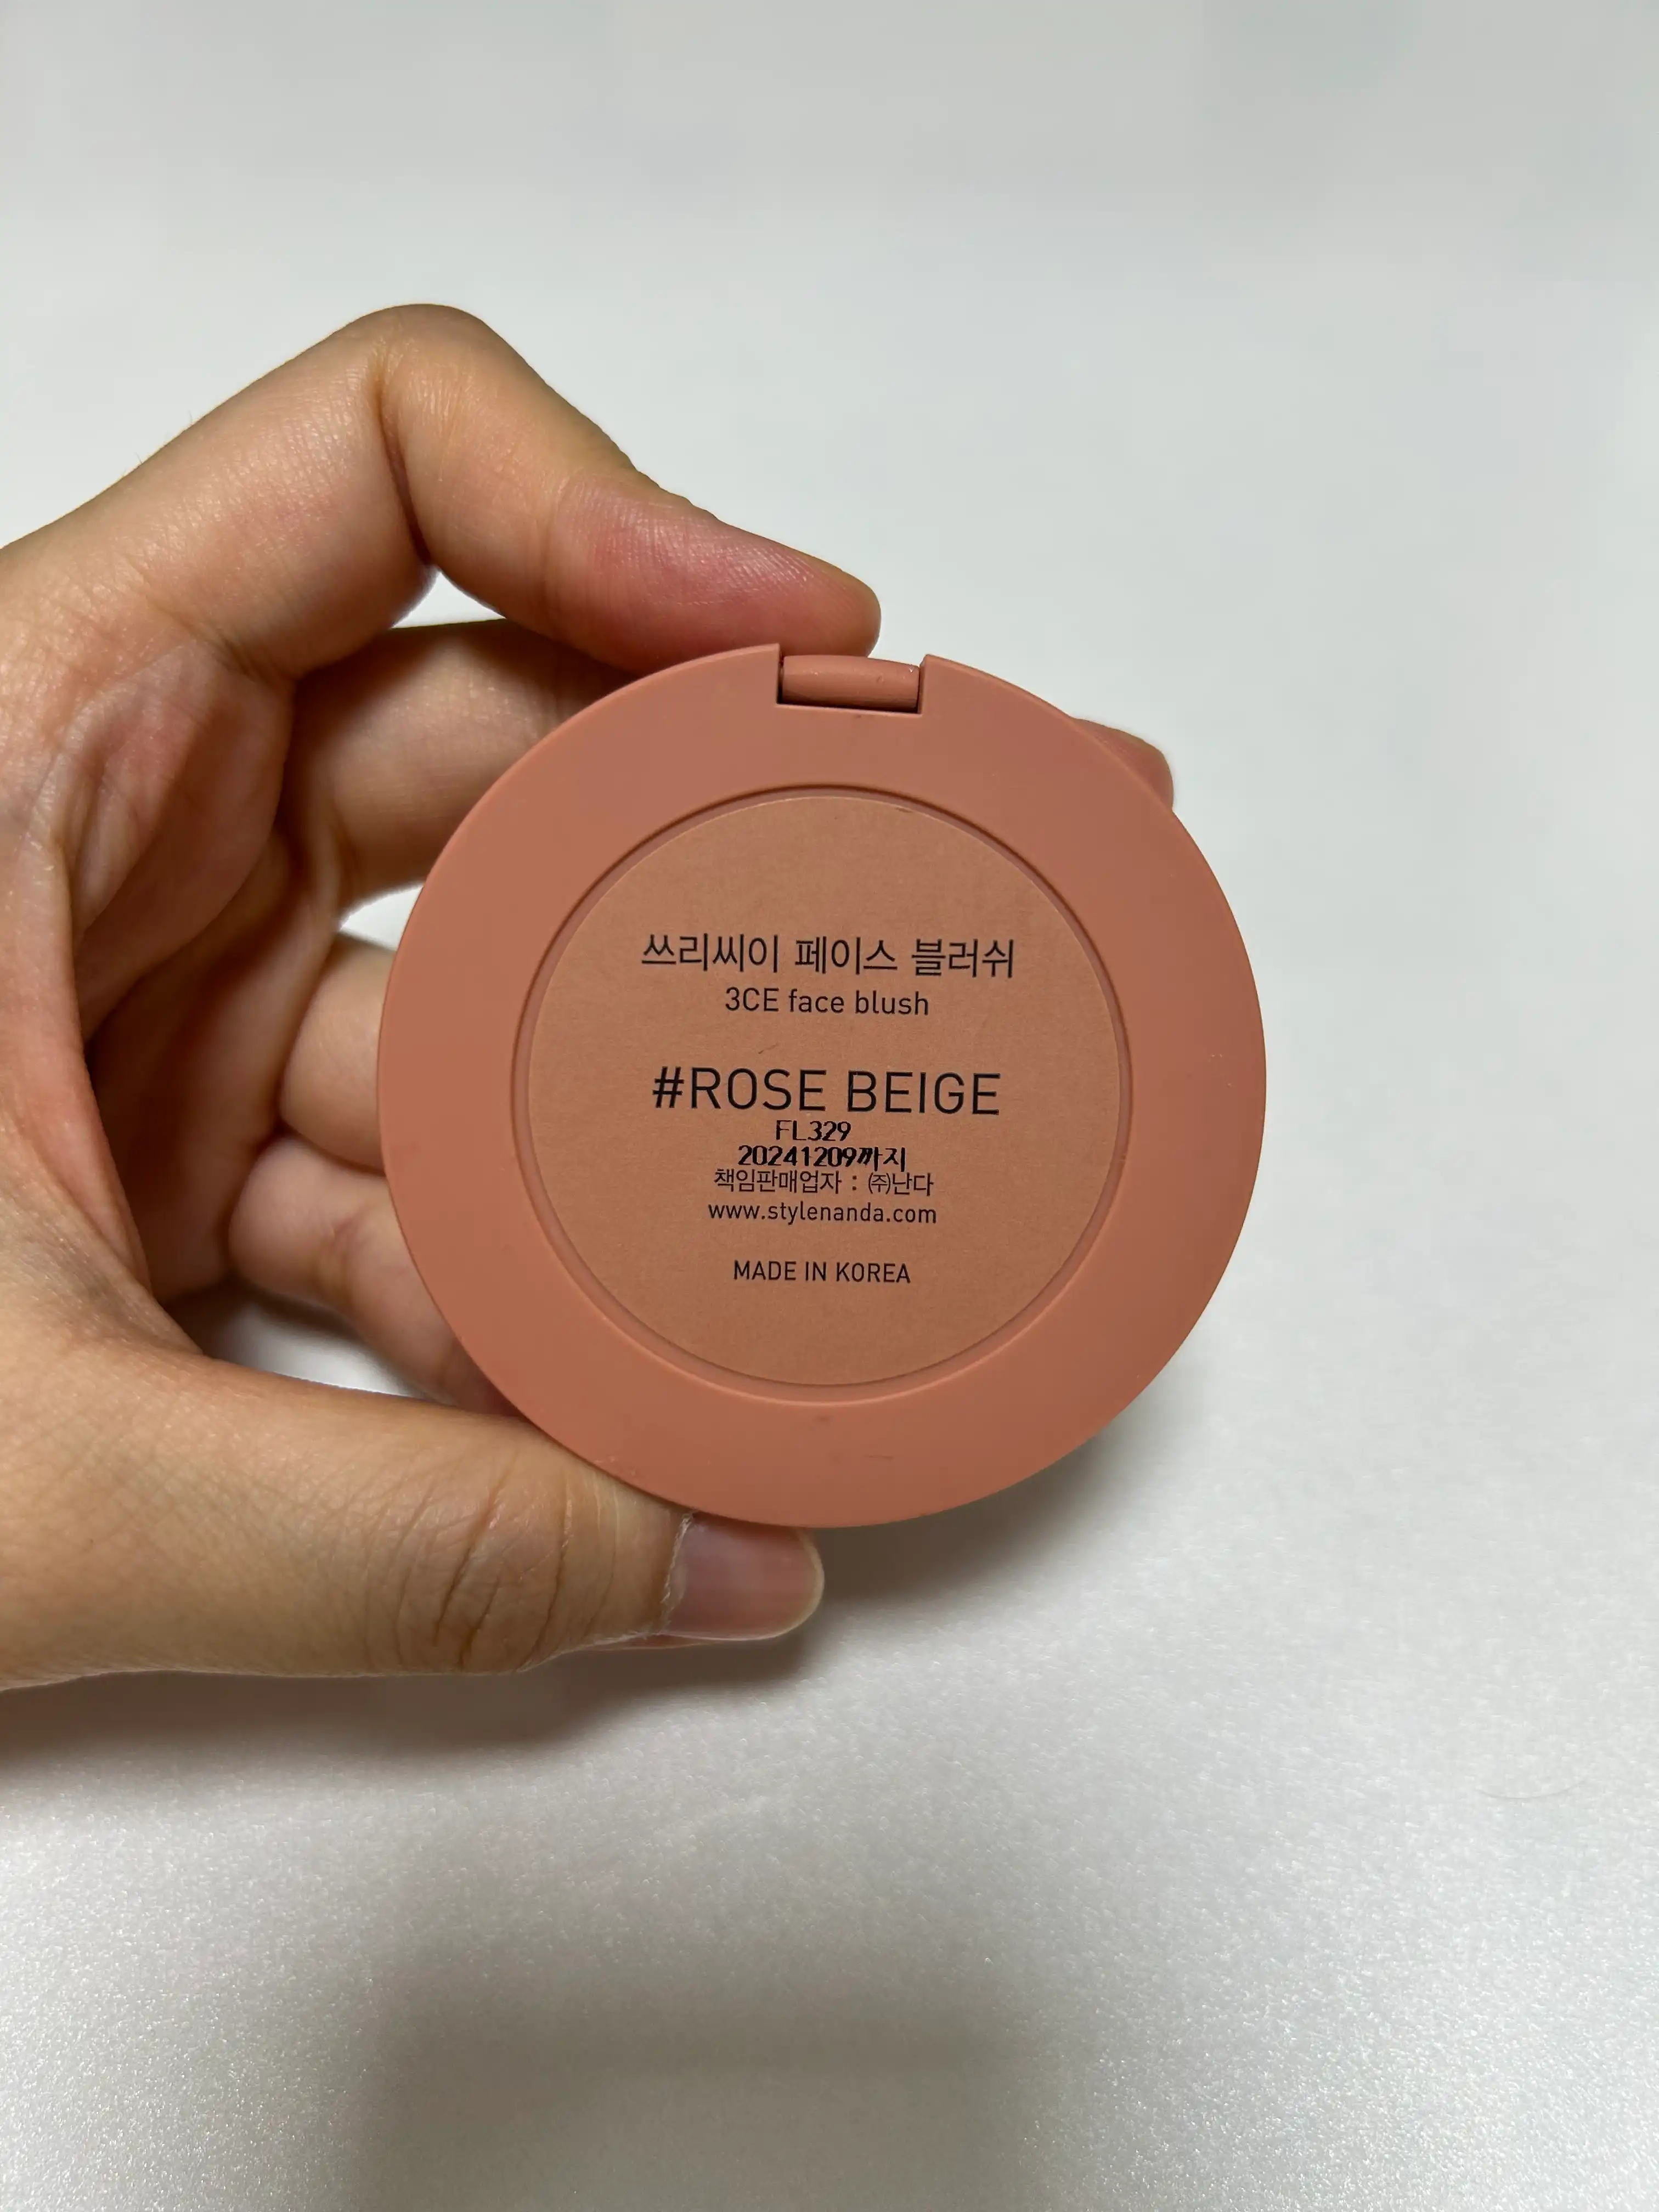 쓰리씨이 페이스 블러쉬
3CE face blush
#ROSE BEIGE
FL329
20241209까지
책임판매업자 : ㈜난다
www.stylenanda.com
MADE IN KOREA